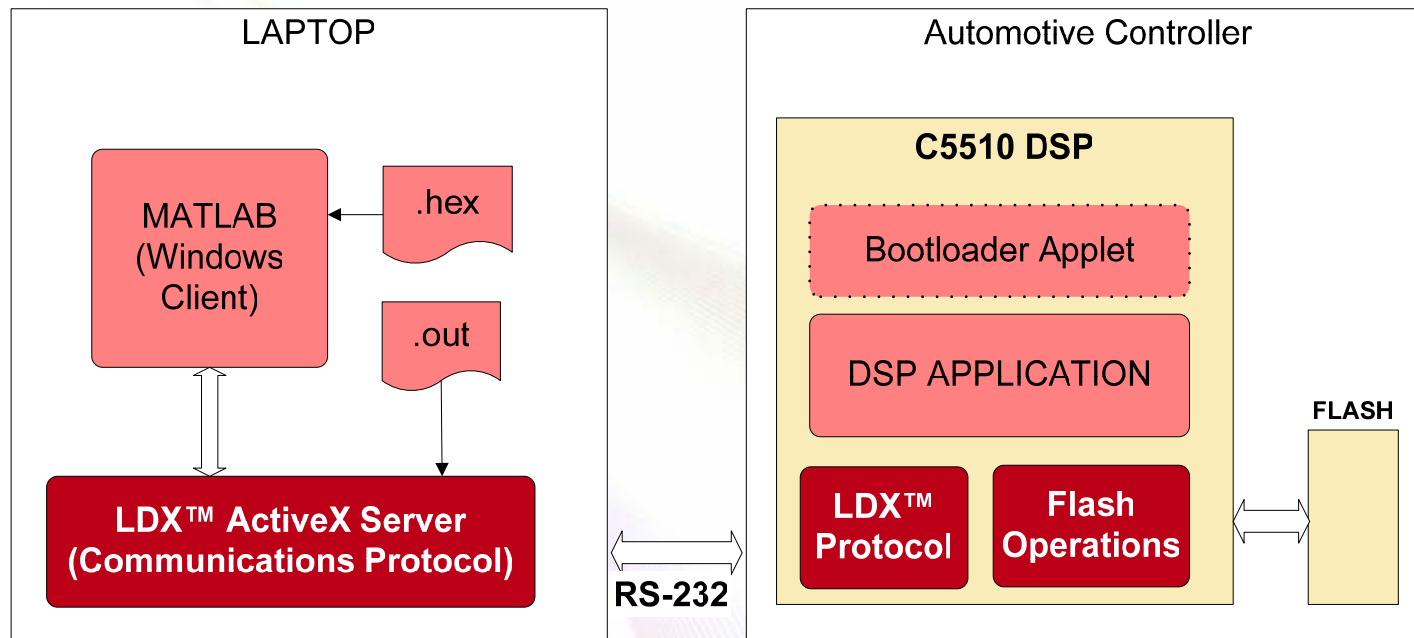 LAPTOP
MATLAB
(Windows
Client)
.hex
.out
LDX™ ActiveX Server
(Communications Protocol)
RS-232
Automotive Controller
C5510 DSP
Bootloader Applet
DSP APPLICATION
LDX™
Protocol
Flash
Operations
FLASH